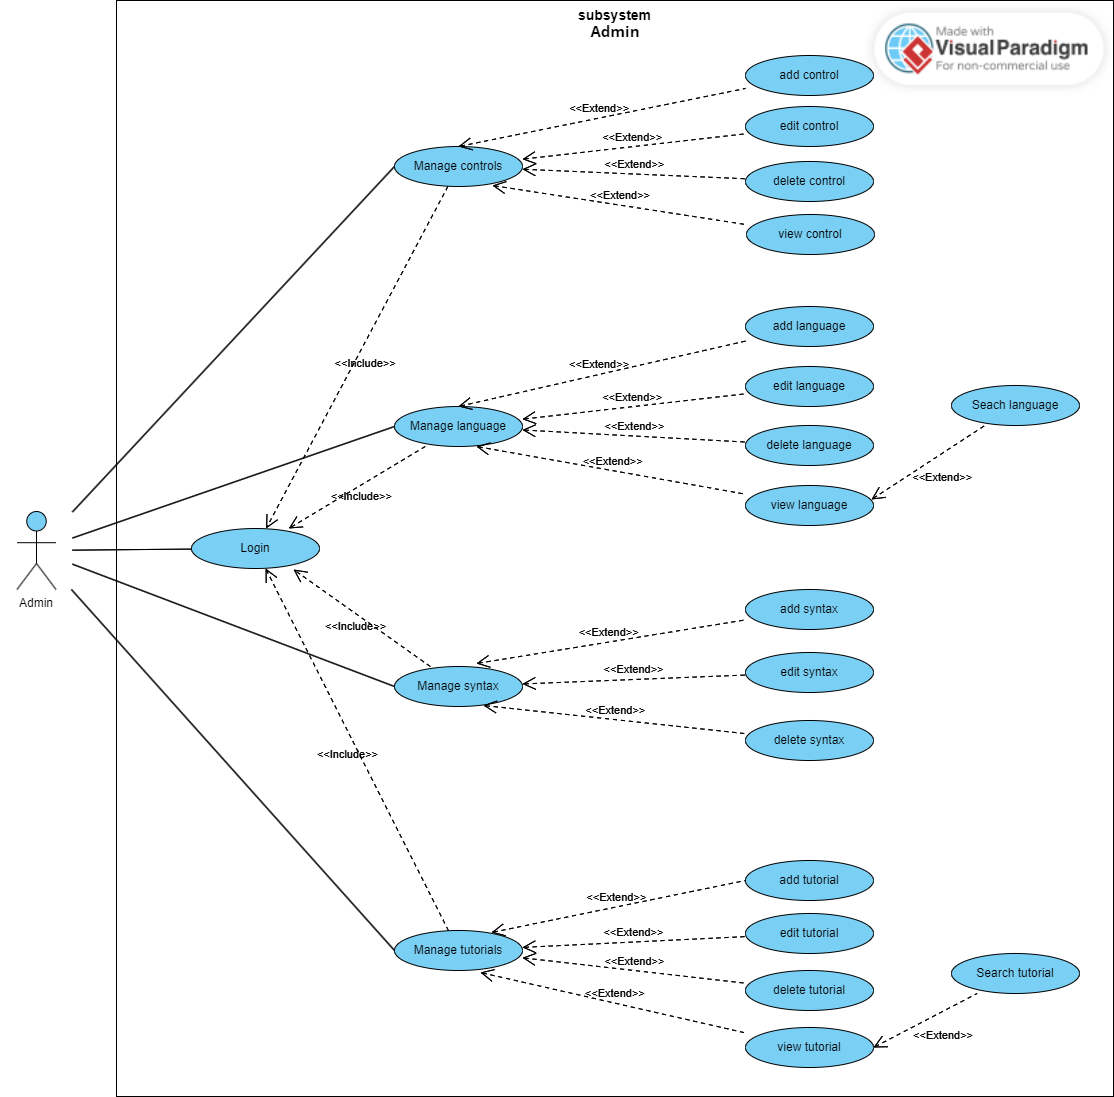 subsystem
Admin
Made with
Visual Paradigm
For non-commercial use
add control
<<Extend>>
edit control
<<Extend>>
Manage controls
<<Extend>>
delete control
<<Extend>>
view control
add language
<<Include>>
<<Extend>>
edit language
<<Extend>>
Seach language
Manage language
<<Extend>>
delete language
<<Extend>>
<<Extend>>
<<Include>>
view language
Login
Admin
add syntax
<<Include>>
<<Extend>>
<<Extend>>
edit syntax
Manage syntax
<<Extend>>
delete syntax
<<Include>>
add tutorial
<<Extend>>
<<Extend>>
edit tutorial
Manage tutorials
<<Extend>>
Search tutorial
delete tutorial
<<Extend>>
<<Extend>>
view tutorial